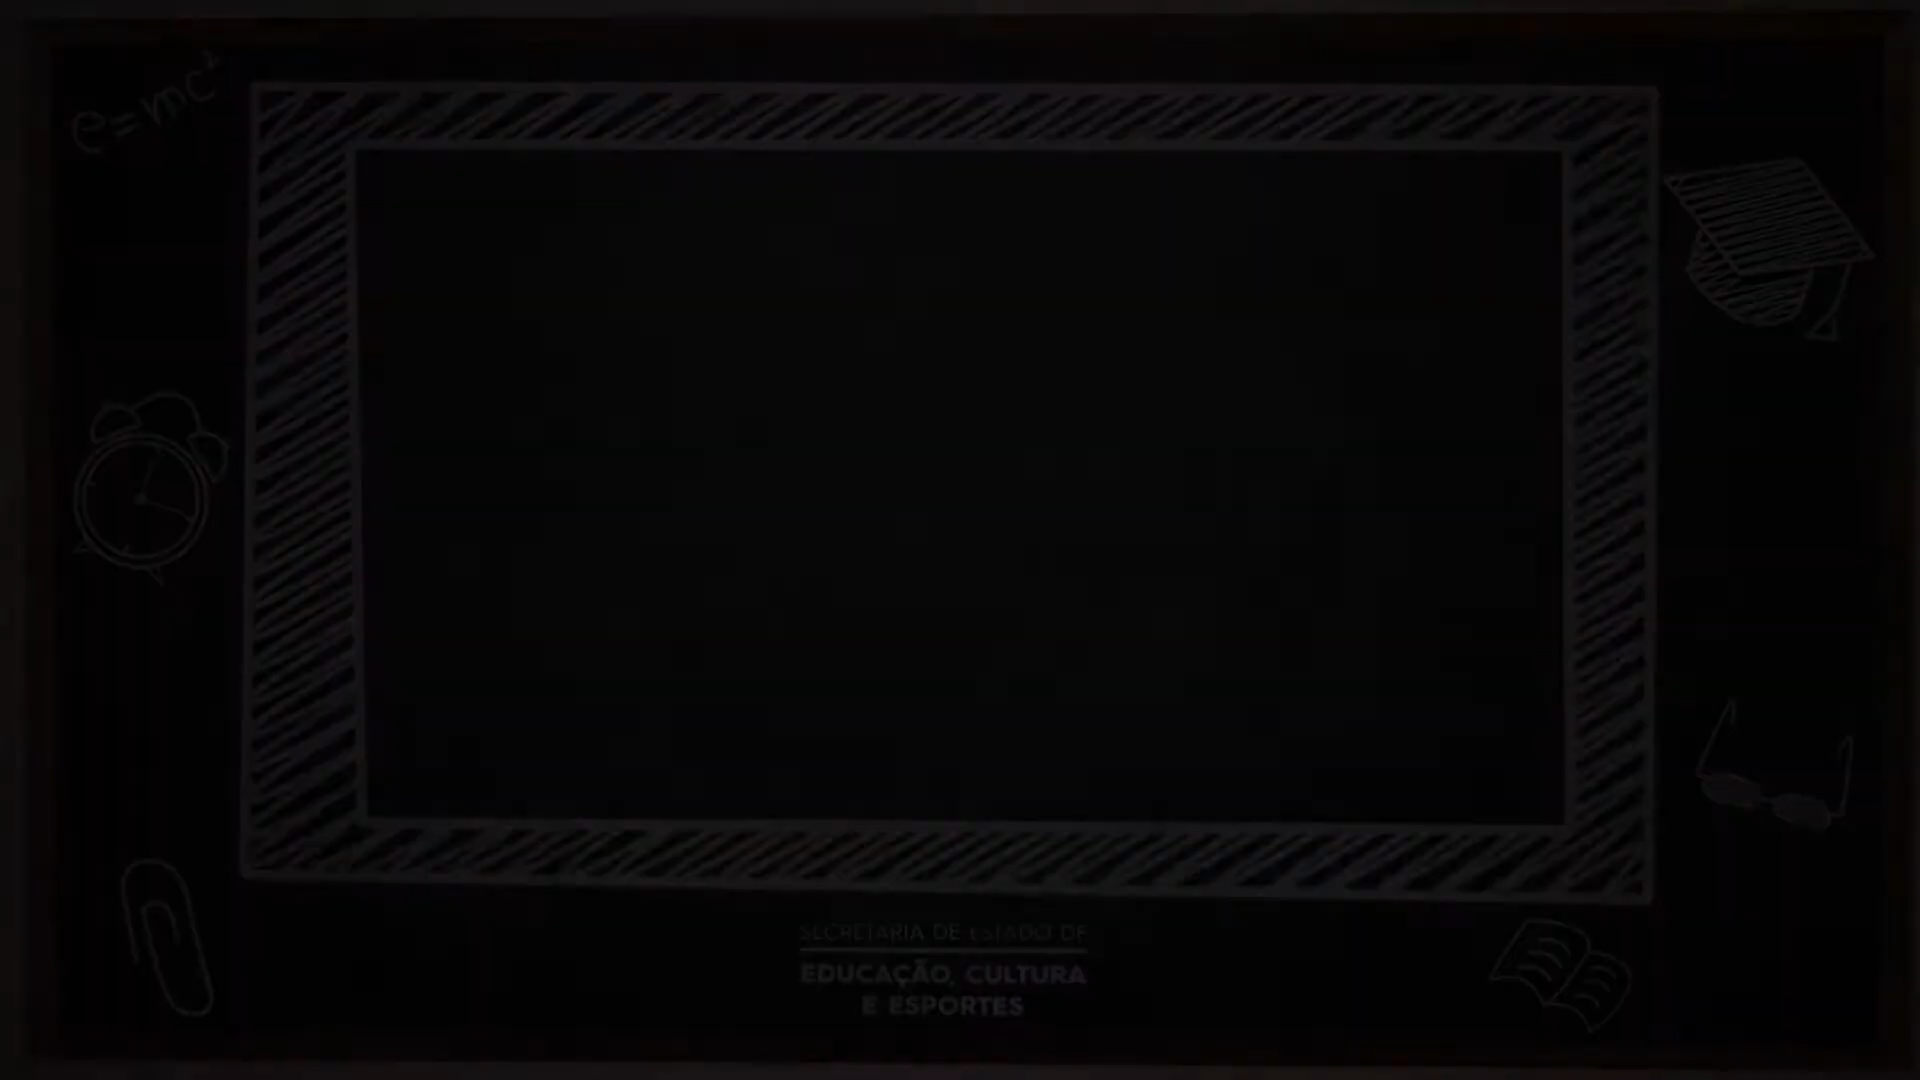 e=mc²
SECRETARIA DE ESTADO DE
EDUCAÇÃO, CULTURA
E ESPORTES